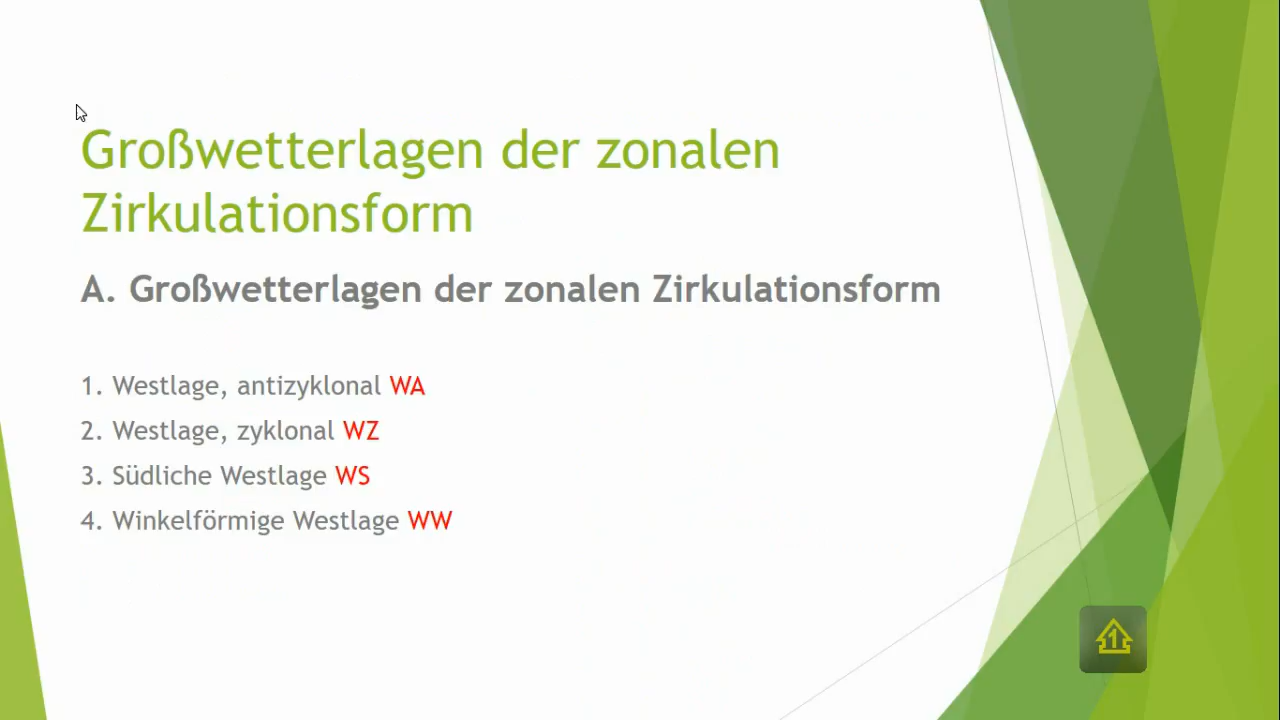 Großwetterlagen der zonalen
Zirkulationsform
A. Großwetterlagen der zonalen Zirkulationsform
1. Westlage, antizyklonal WA
2. Westlage, zyklonal WZ
3. Südliche Westlage WS
4. Winkelförmige Westlage WW
1